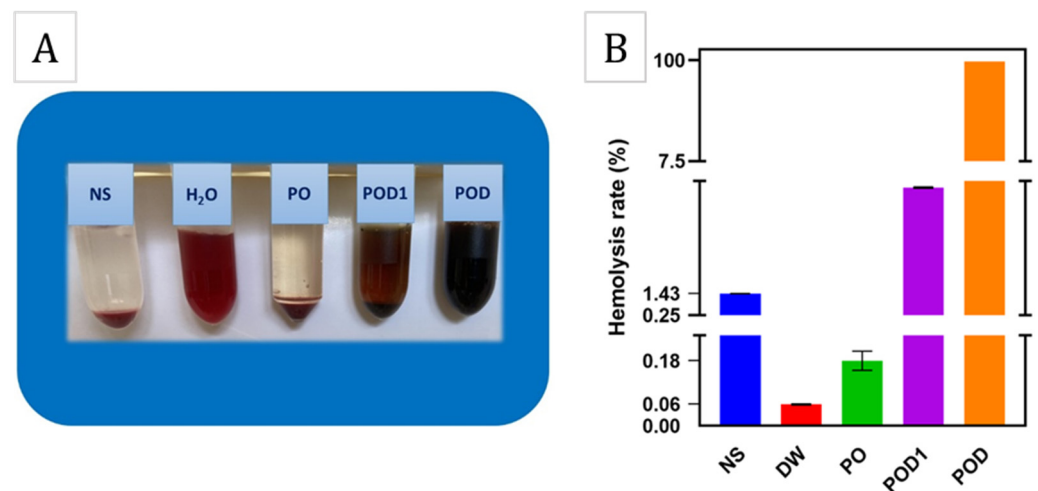 A
NS
H₂O
PO
POD1
POD
B
Hemolysis rate (%)
100
7.5
1.43
0.25
0.18
0.06
0.00
NS
DW
PO
POD1
POD